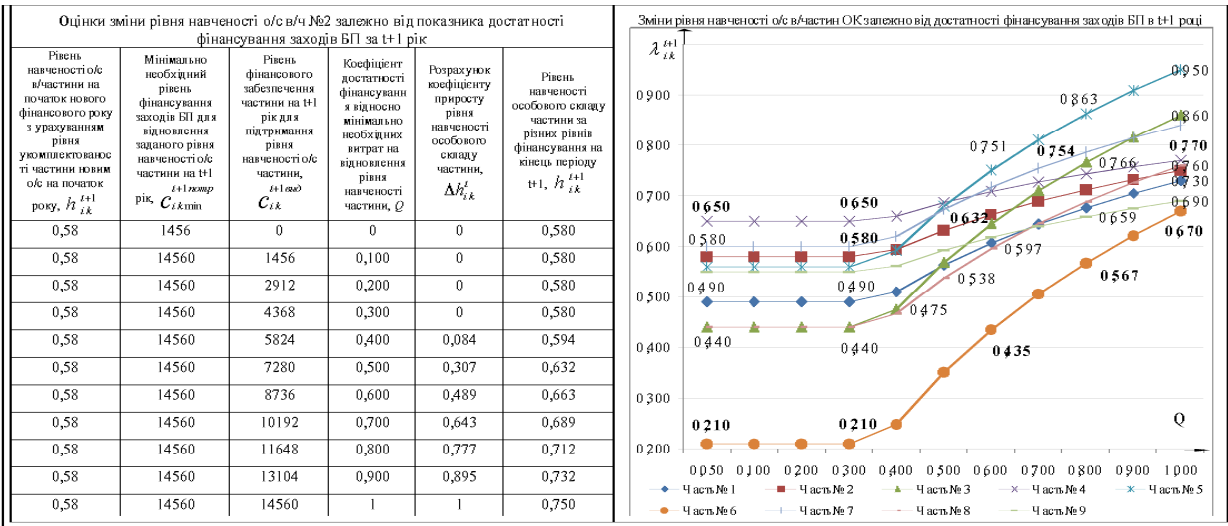 Оцінки зміни рівня навченості о/с в/ч №2 залежно від показника достатності
фінансування заходів БП за t+1 рік
Рівень
навченості о/с
в/частини на
початок нового
фінансового року
з урахуванням
рівня
укомплектованос
ті частини новим
о/с на початок
року, h i k t+1
Мінімально
необхідний
рівень
фінансування
заходів БП для
відновлення
заданого рівня
навченості о/с
частини на t+1
рік, C i k min t+1 потр
Рівень
фінансового
забезпечення
частини на t+1
рік для
підтримання
рівня
навченості о/с
частини,
C i k t+1 вид
Коефіцієнт
достатності
фінансуванн
я відносно
мінімально
необхідних
витрат на
відновлення
рівня
навченості
частини, Q
Розрахунок
коефіцієнту
приросту
рівня
навченості
особового
складу
частини,
Δh i k t
Рівень
навченості
особового складу
частини за
різних рівнів
фінансування на
кінець періоду
t+1, h i k t+1
0,58 1456 0 0 0 0,580
0,58 14560 1456 0,100 0 0,580
0,58 14560 2912 0,200 0 0,580
0,58 14560 4368 0,300 0 0,580
0,58 14560 5824 0,400 0,084 0,594
0,58 14560 7280 0,500 0,307 0,632
0,58 14560 8736 0,600 0,489 0,663
0,58 14560 10192 0,700 0,643 0,689
0,58 14560 11648 0,800 0,777 0,712
0,58 14560 13104 0,900 0,895 0,732
0,58 14560 14560 1 1 0,750
Зміни рівня навченості о/с в/частин ОК залежно від достатності фінансування заходів БП в t+1 році
λ i k t+1
0,950
0,900
0,863
0,860
0,800
0,751
0,754
0,766
0,770
0,760
0,730
0,700
0,690
0,650
0,650
0,632
0,659
0,670
0,600
0,580
0,580
0,597
0,567
0,538
0,500
0,490
0,490
0,475
0,440
0,440
0,435
0,400
0,300
0,210
0,210
Q
0,200
0,050 0,100 0,200 0,300 0,400 0,500 0,600 0,700 0,800 0,900 1,000
Часть № 1 Часть № 2 Часть № 3 Часть № 4 Часть № 5
Часть № 6 Часть № 7 Часть № 8 Часть № 9